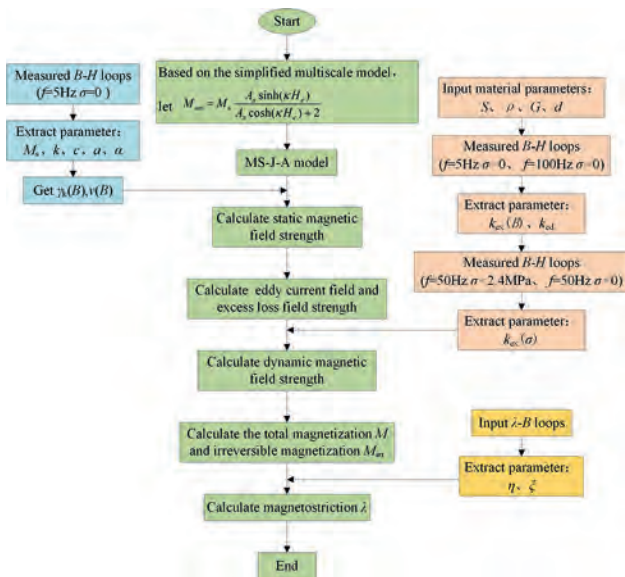 Start
Measured B-H loops
(f=5Hz σ=0 )
Extract parameter：
Ms、k、c、a、α
Get γh(B),v(B)
Based on the simplified multiscale model，
let Man = Ms As sinh(κHe) / As cosh(κHe)+2
MS-J-A model
Calculate static magnetic
field strength
Calculate eddy current field and
excess loss field strength
Calculate dynamic magnetic
field strength
Calculate the total magnetization M
and irreversible magnetization Mirr
Calculate magnetostriction λ
End
Input material parameters：
S、 ρ、G、d
Measured B-H loops
(f=5Hz σ=0、 f=100Hz σ=0)
Extract parameter：
kec(B)、ked
Measured B-H loops
(f=50Hz σ=2.4MPa、 f=50Hz σ=0)
Extract parameter：
kec(σ)
Input λ-B loops
Extract parameter：
η、ξ